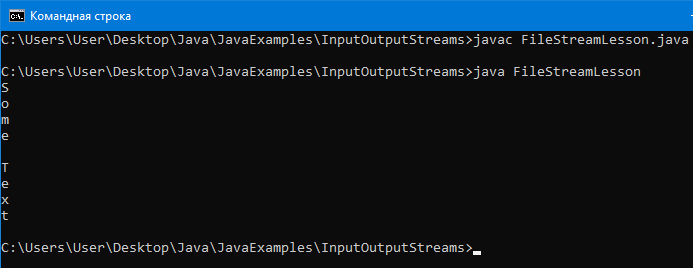 Командная строка
C:\Users\User\Desktop\Java\JavaExamples\InputOutputStreams>javac FileStreamLesson.java
C:\Users\User\Desktop\Java\JavaExamples\InputOutputStreams>java FileStreamLesson
S
o
m
e

T
e
x
t
C:\Users\User\Desktop\Java\JavaExamples\InputOutputStreams>